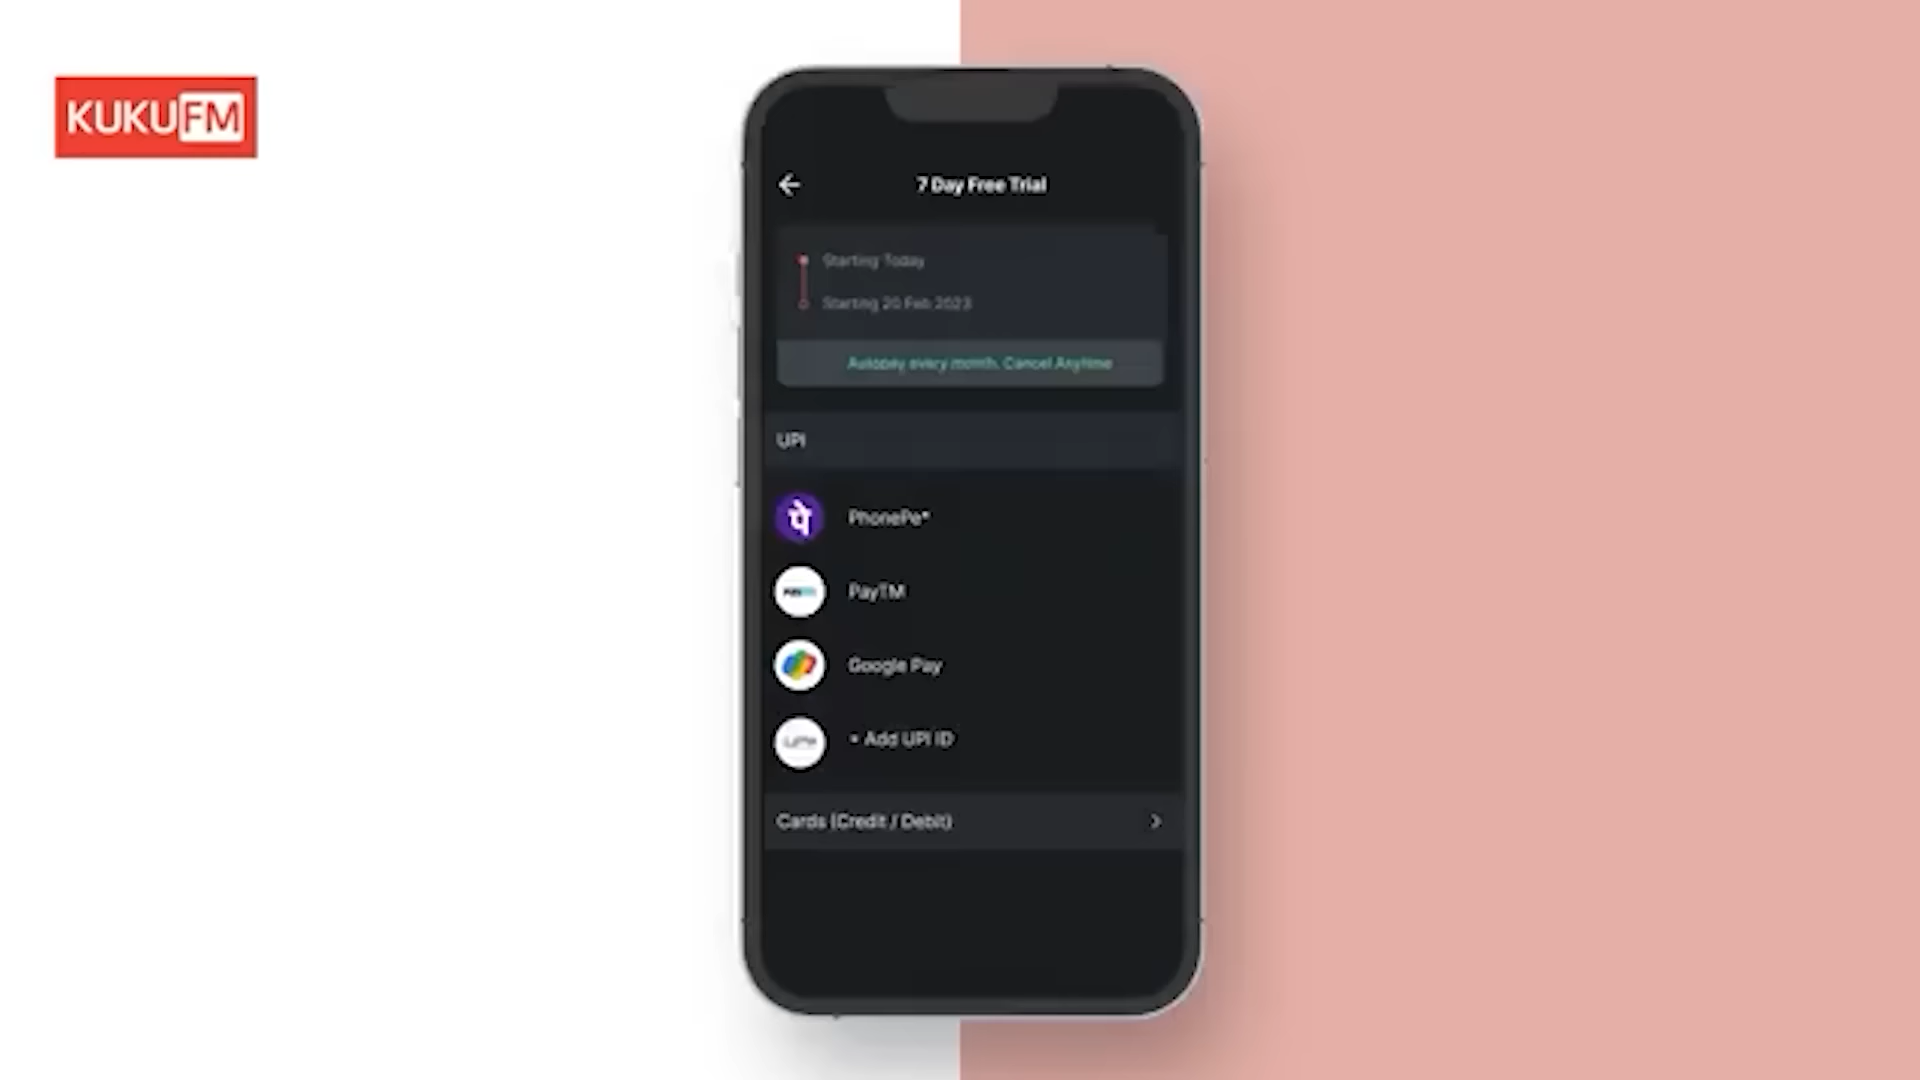 KUKUFM
7 Day Free Trial
Starting Today
Starting 20 Feb 2023
Autopay every month. Cancel Anytime
UPI
पे
PhonePe*
PayTM
Google Pay
+ Add UPI ID
Cards (Credit / Debit)